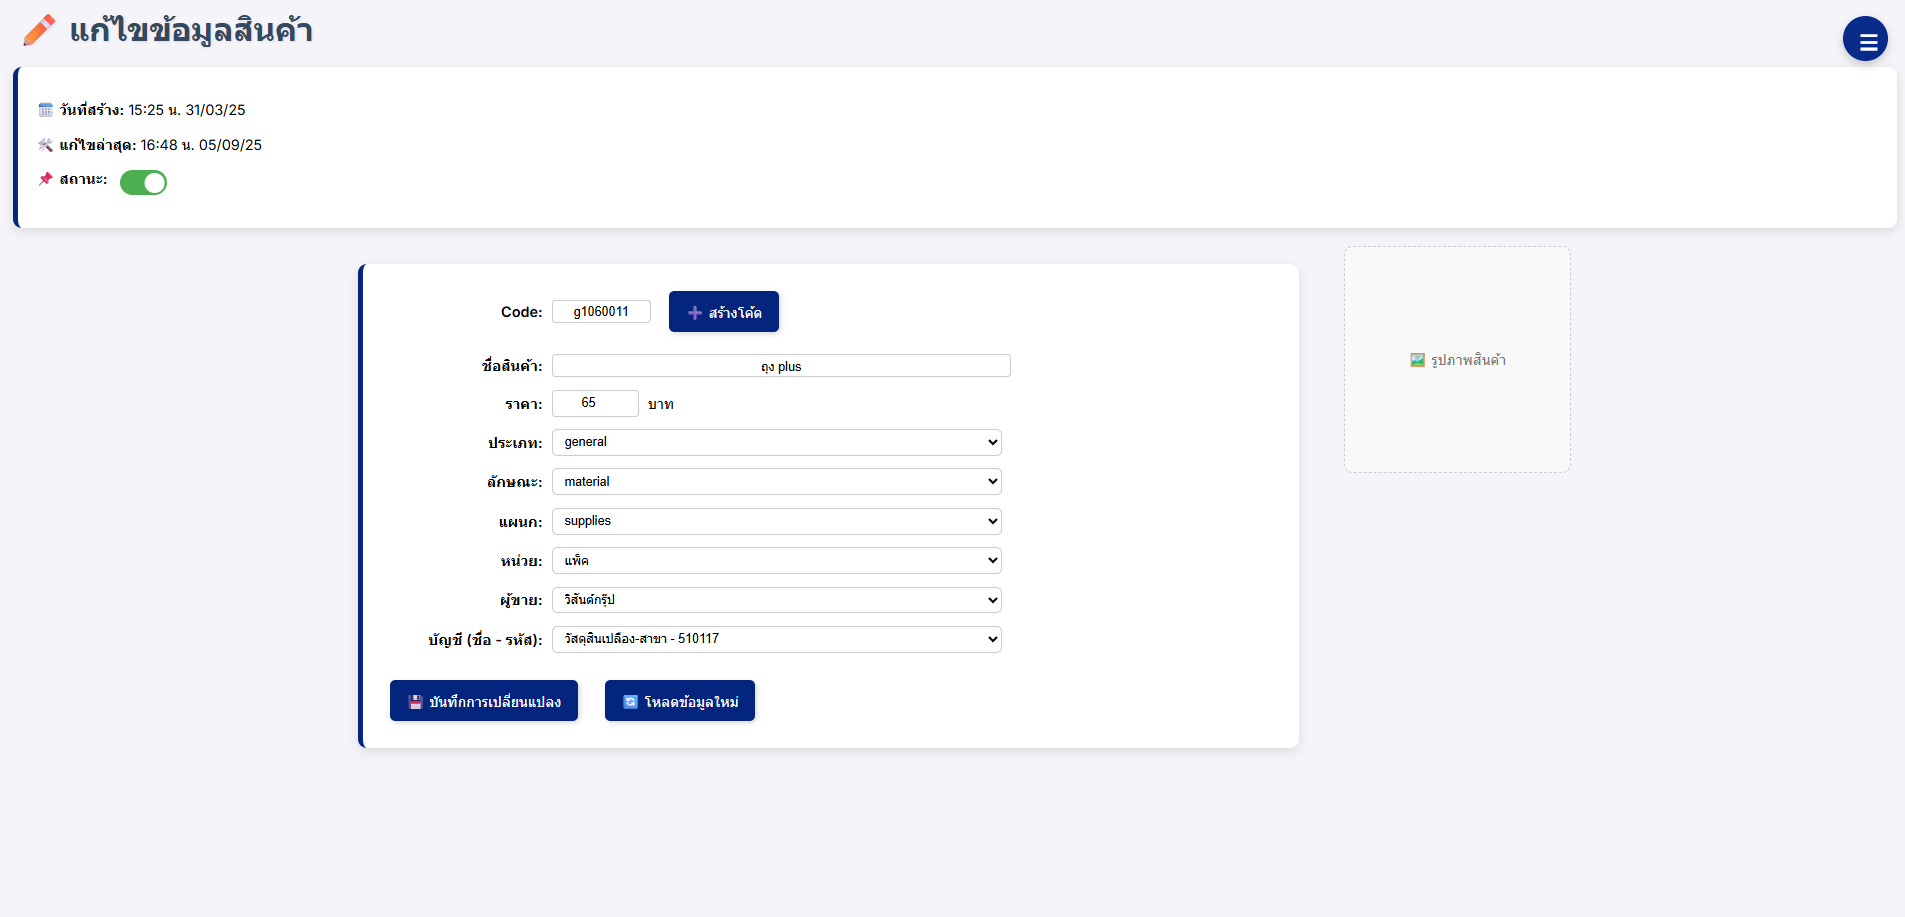 แก้ไขข้อมูลสินค้า
วันที่สร้าง: 15:25 น. 31/03/25
แก้ไขล่าสุด: 16:48 น. 05/09/25
สถานะ:
Code: g1060011 สร้างโค้ด
ชื่อสินค้า: ถุง plus
ราคา: 65 บาท
ประเภท: general
ลักษณะ: material
แผนก: supplies
หน่วย: แพ็ค
ผู้ขาย: วิสันต์กรุ๊ป
บัญชี (ชื่อ - รหัส): วัสดุสิ้นเปลือง-สาขา - 510117
บันทึกการเปลี่ยนแปลง โหลดข้อมูลใหม่
รูปภาพสินค้า